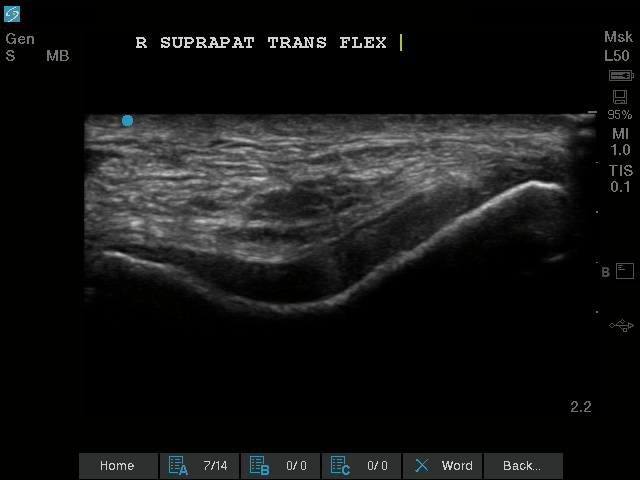 Gen
S MB
R SUPRAPAT TRANS FLEX
Msk
L50
95%
MI
1.0
TIS
0.1
B
2.2
Home
A 7/14
B 0/0
C 0/0
Word
Back...